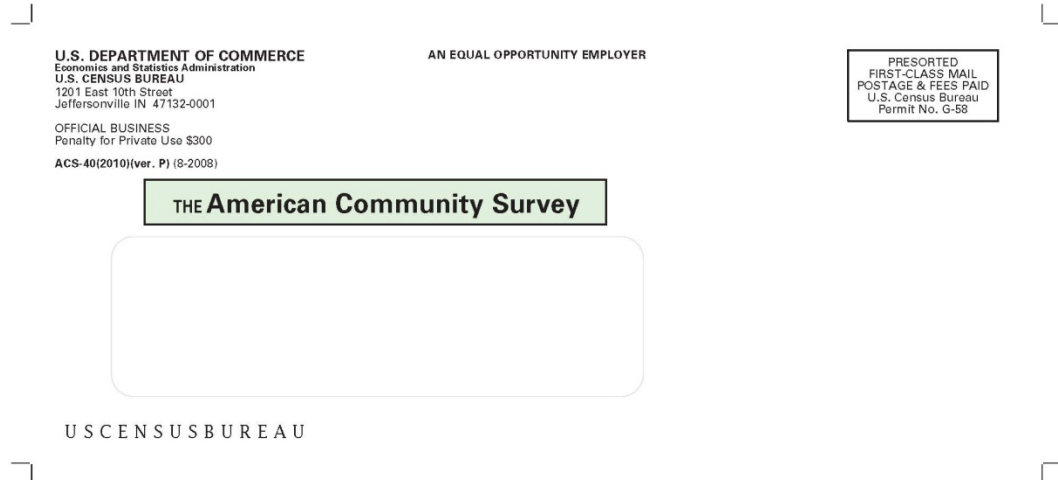 U.S. DEPARTMENT OF COMMERCE
Economics and Statistics Administration
U.S. CENSUS BUREAU
1201 East 10th Street
Jeffersonville IN 47132-0001
OFFICIAL BUSINESS
Penalty for Private Use $300
ACS-40(2010)(ver. P) (8-2008)
AN EQUAL OPPORTUNITY EMPLOYER
PRESORTED
FIRST-CLASS MAIL
POSTAGE & FEES PAID
U.S. Census Bureau
Permit No. G-58
THE American Community Survey
USCENSUSBUREAU